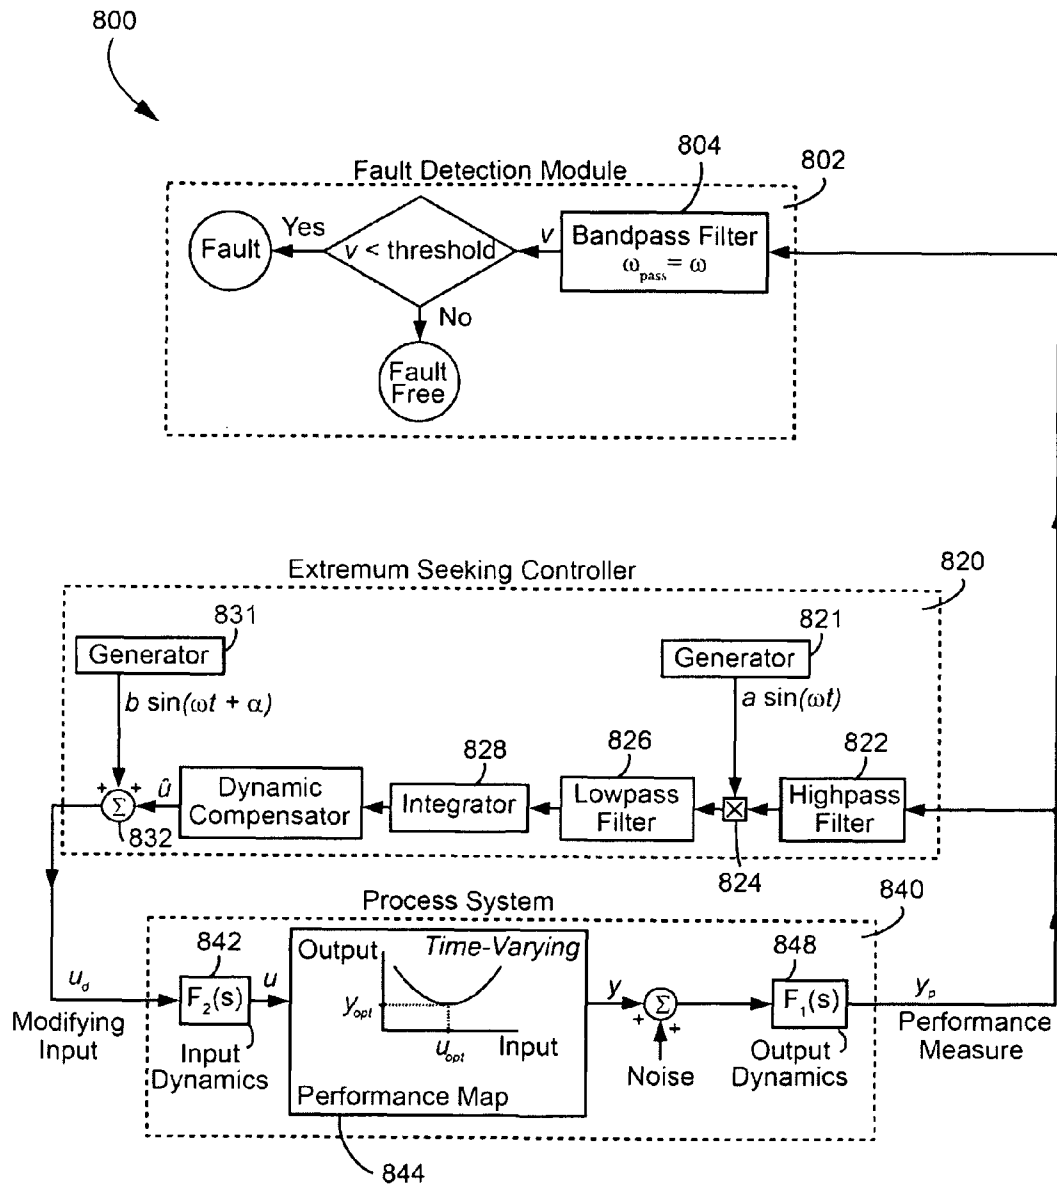 800
804
802
Fault Detection Module
Fault
Yes
v < threshold
v
Bandpass Filter
ω_pass = ω
No
Fault
Free
Extremum Seeking Controller
820
831
821
Generator
Generator
b sin(ωt + α)
a sin(ωt)
826
822
828
+ +
Σ
û
Dynamic
Compensator
Integrator
Lowpass
Filter
Highpass
Filter
832
824
Process System
840
842
848
Output
Time-Varying
u_d
F₂(s)
u
y_opt
u_opt
Input
y
Σ
+ +
F₁(s)
y_p
Modifying
Input
Input
Dynamics
Noise
Output
Dynamics
Performance
Measure
Performance Map
844